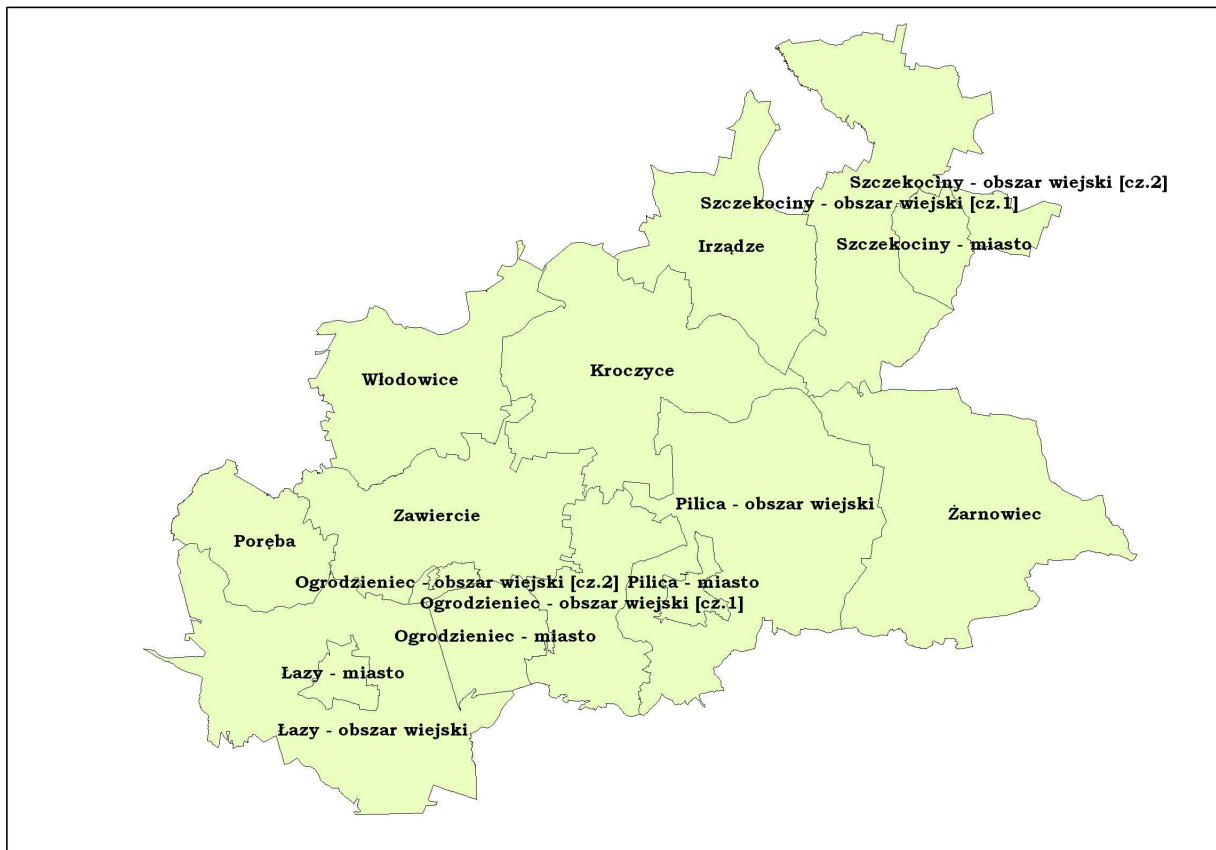 Szczekociny - obszar wiejski [cz.2]
Szczekociny - obszar wiejski [cz.1]
Irządze
Szczekociny - miasto
Kroczyce
Włodowice
Pilica - obszar wiejski
Żarnowiec
Zawiercie
Poręba
Ogrodzieniec - obszar wiejski [cz.2]
Pilica - miasto
Ogrodzieniec - obszar wiejski [cz.1]
Ogrodzieniec - miasto
Łazy - miasto
Łazy - obszar wiejski